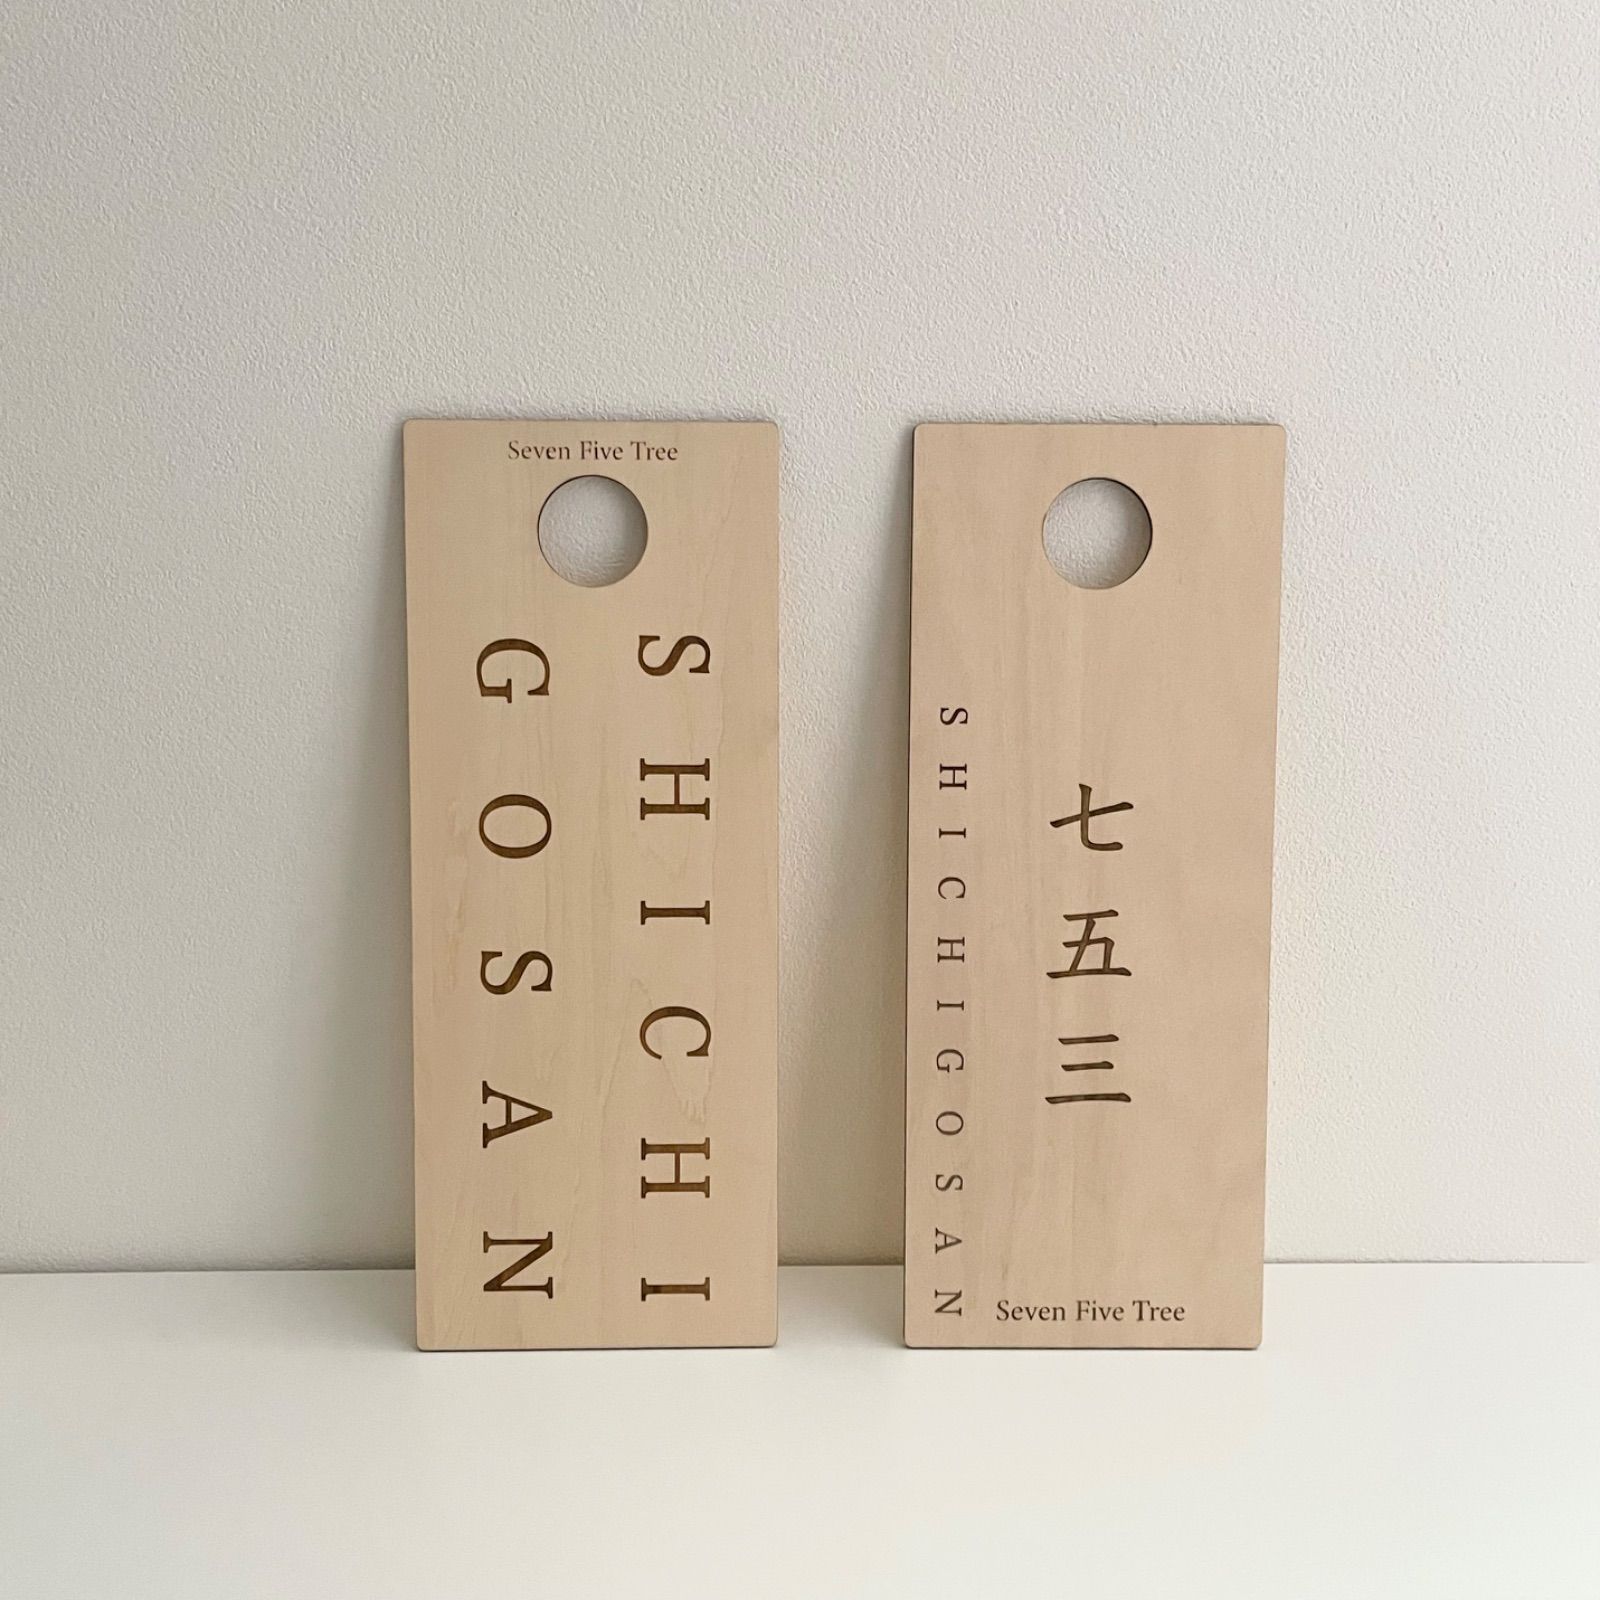 Seven Five Tree
SHICHI
GOSAN
七五三
SHICHIGOSAN
Seven Five Tree